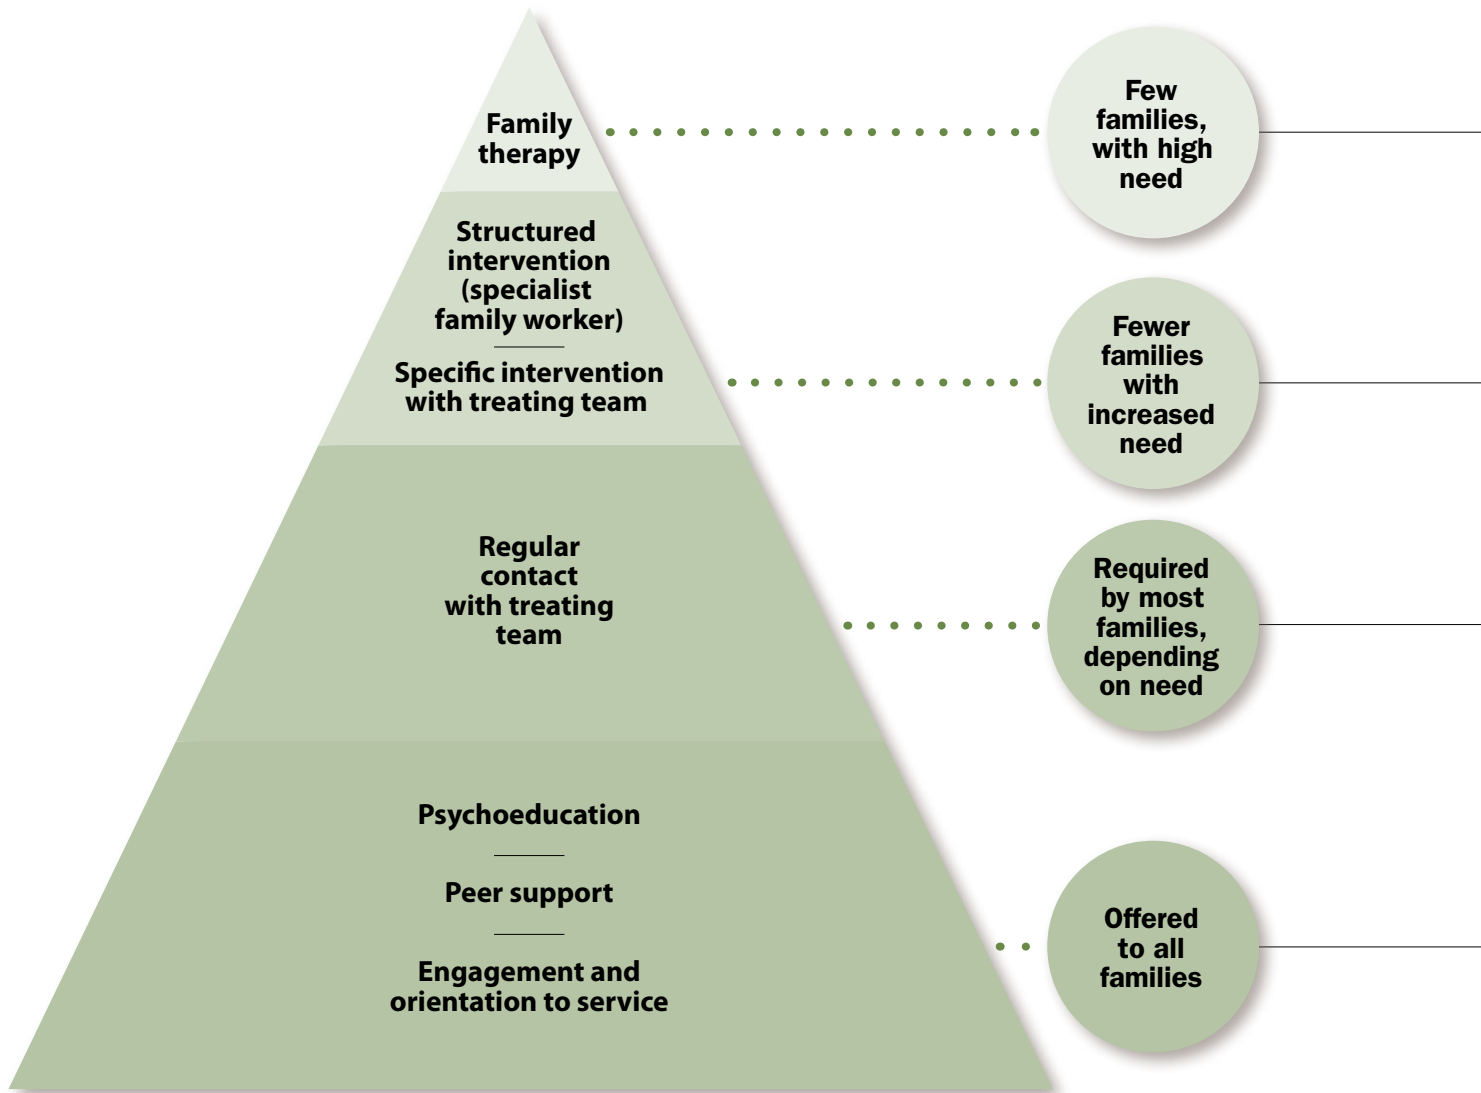 Family
therapy
Few
families,
with high
need
Structured
intervention
(specialist
family worker)
Specific intervention
with treating team
Fewer
families
with
increased
need
Regular
contact
with treating
team
Required
by most
families,
depending
on need
Psychoeducation
Peer support
Engagement and
orientation to service
Offered
to all
families